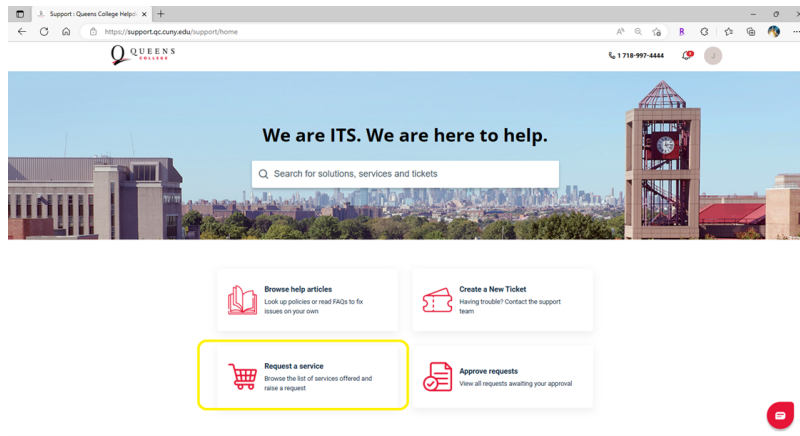 Support : Queens College Helpd
https://support.qc.cuny.edu/support/home
QUEENS
COLLEGE
1 718-997-4444
J
We are ITS. We are here to help.
Search for solutions, services and tickets
Browse help articles
Look up policies or read FAQs to fix
issues on your own
Create a New Ticket
Having trouble? Contact the support
team
Request a service
Browse the list of services offered and
raise a request
Approve requests
View all requests awaiting your approval